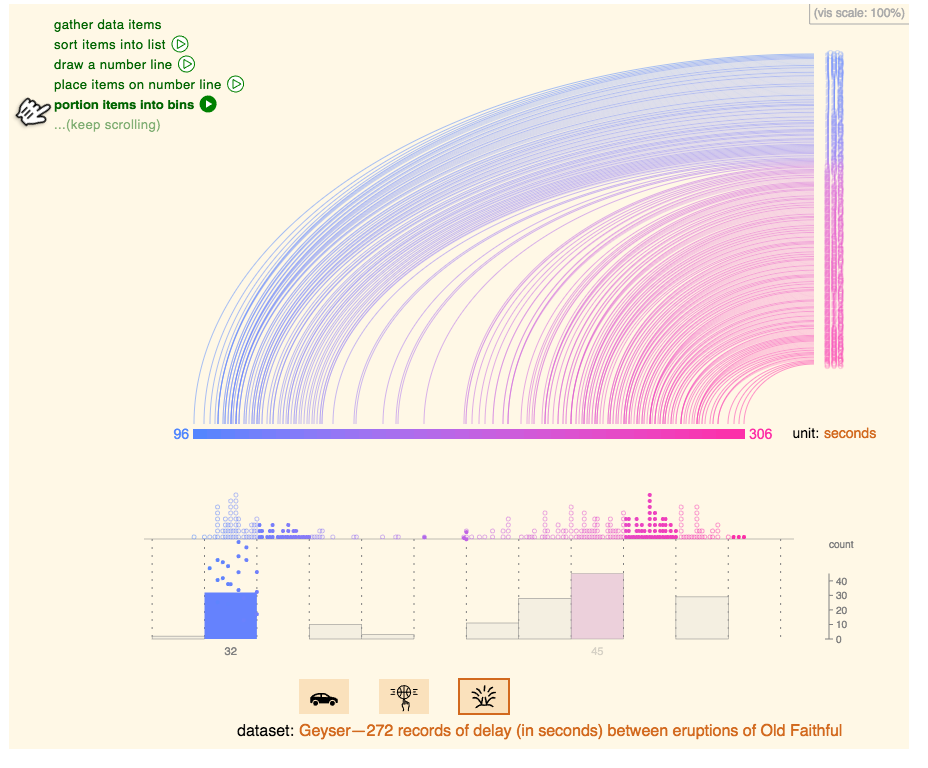 (vis scale: 100%)
gather data items
sort items into list
draw a number line
place items on number line
portion items into bins
...(keep scrolling)
96
306
unit: seconds
count
40
30
20
10
0
32
45
dataset: Geyser—272 records of delay (in seconds) between eruptions of Old Faithful